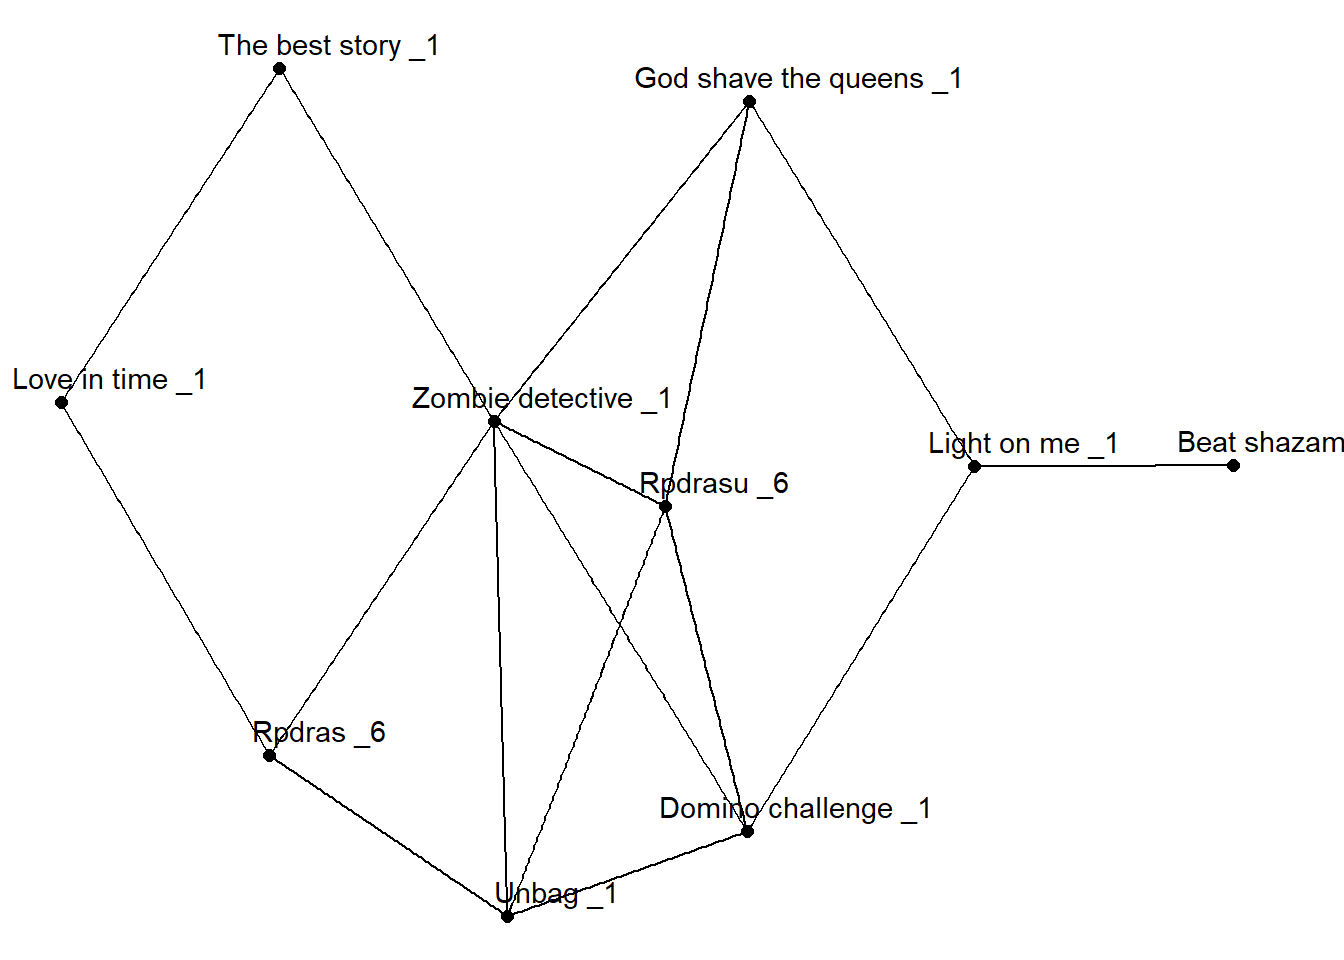 The best story _1
God shave the queens _1
Love in time _1
Zombie detective _1
Light on me _1
Beat shazam
Rpdrasu _6
Rpdras _6
Domino challenge _1
Unbag _1